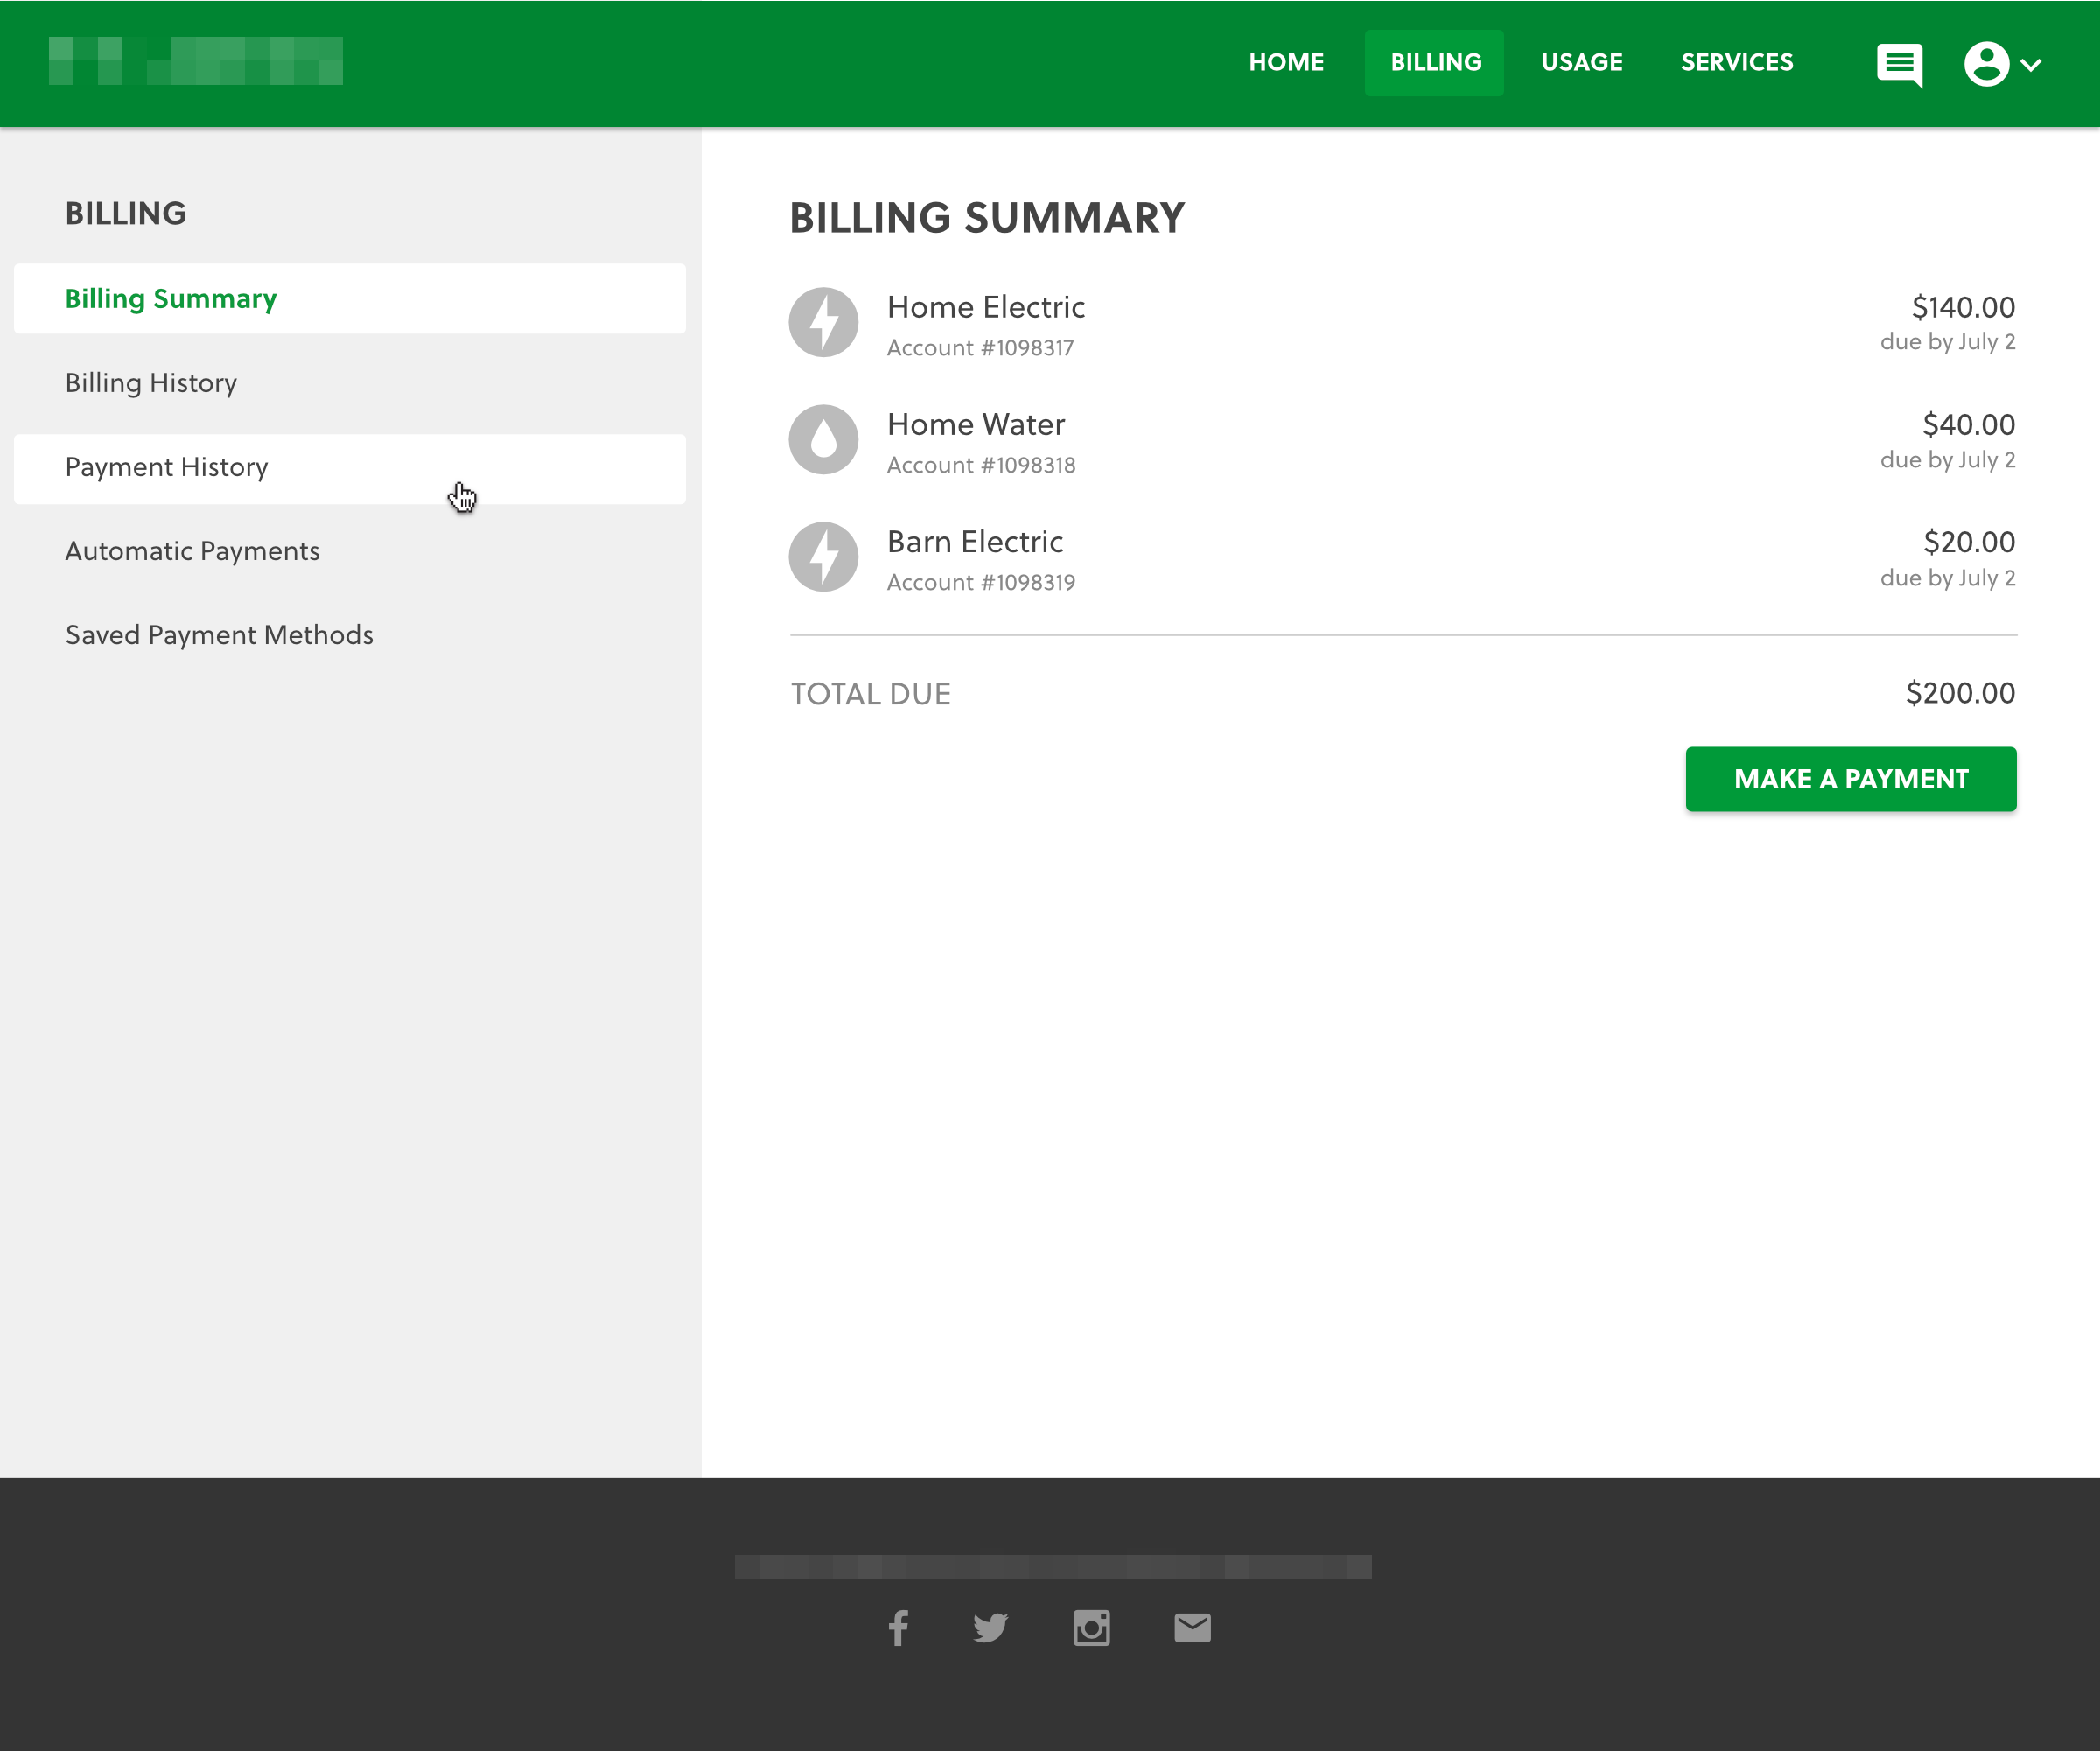 HOME BILLING USAGE SERVICES
BILLING
Billing Summary
Billing History
Payment History
Automatic Payments
Saved Payment Methods
BILLING SUMMARY
Home Electric $140.00
Account #1098317 due by July 2
Home Water $40.00
Account #1098318 due by July 2
Barn Electric $20.00
Account #1098319 due by July 2
TOTAL DUE $200.00
MAKE A PAYMENT